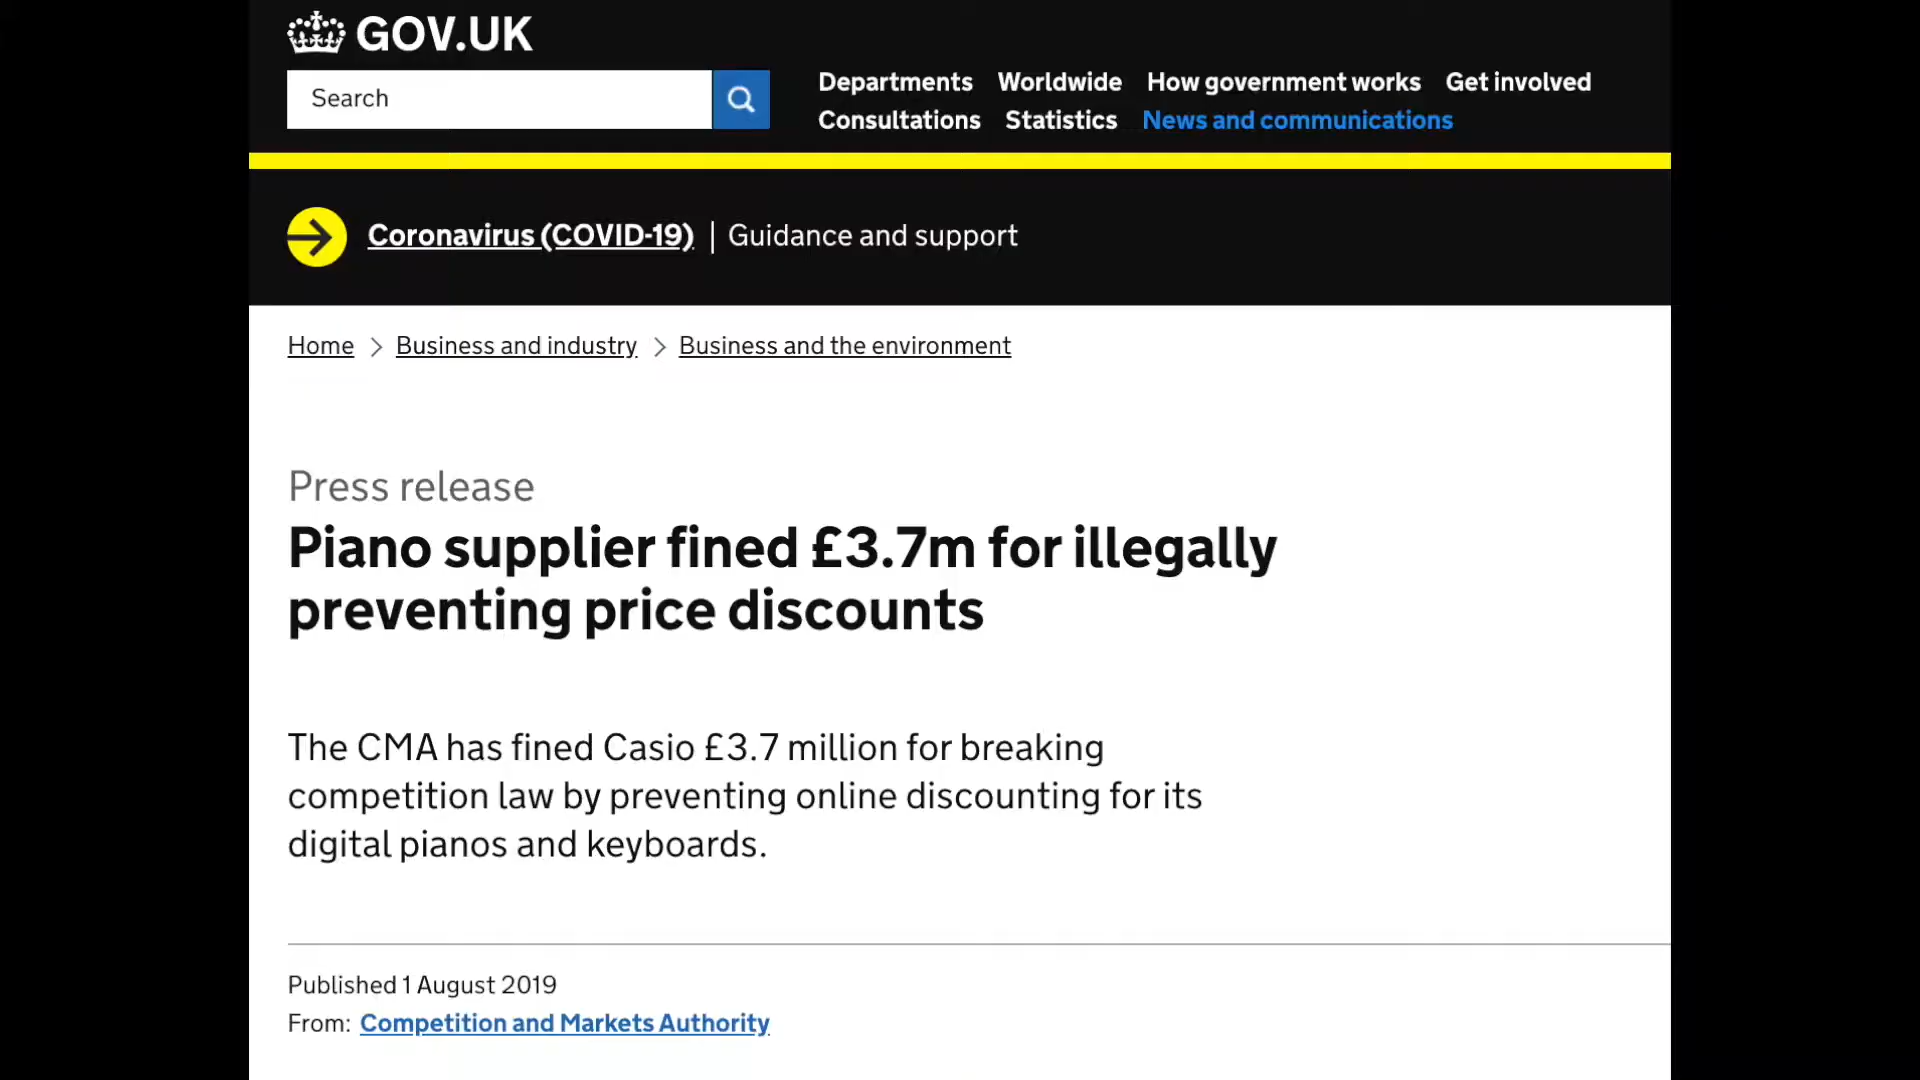 GOV.UK
Search
Departments Worldwide How government works Get involved
Consultations Statistics News and communications
Coronavirus (COVID-19) | Guidance and support
Home > Business and industry > Business and the environment
Press release
Piano supplier fined £3.7m for illegally
preventing price discounts
The CMA has fined Casio £3.7 million for breaking
competition law by preventing online discounting for its
digital pianos and keyboards.
Published 1 August 2019
From: Competition and Markets Authority